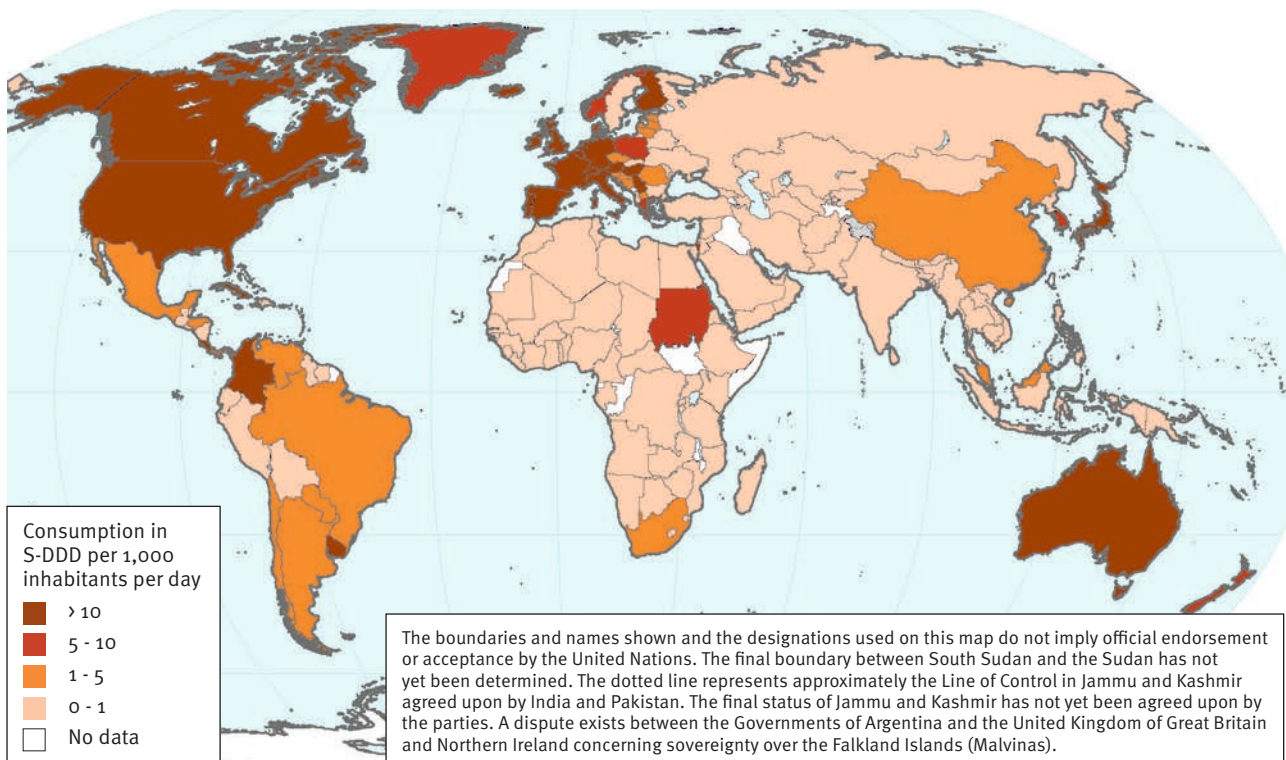 Consumption in
S-DDD per 1,000
inhabitants per day
> 10
5 - 10
1 - 5
0 - 1
No data
The boundaries and names shown and the designations used on this map do not imply official endorsement
or acceptance by the United Nations. The final boundary between South Sudan and the Sudan has not
yet been determined. The dotted line represents approximately the Line of Control in Jammu and Kashmir
agreed upon by India and Pakistan. The final status of Jammu and Kashmir has not yet been agreed upon by
the parties. A dispute exists between the Governments of Argentina and the United Kingdom of Great Britain
and Northern Ireland concerning sovereignty over the Falkland Islands (Malvinas).